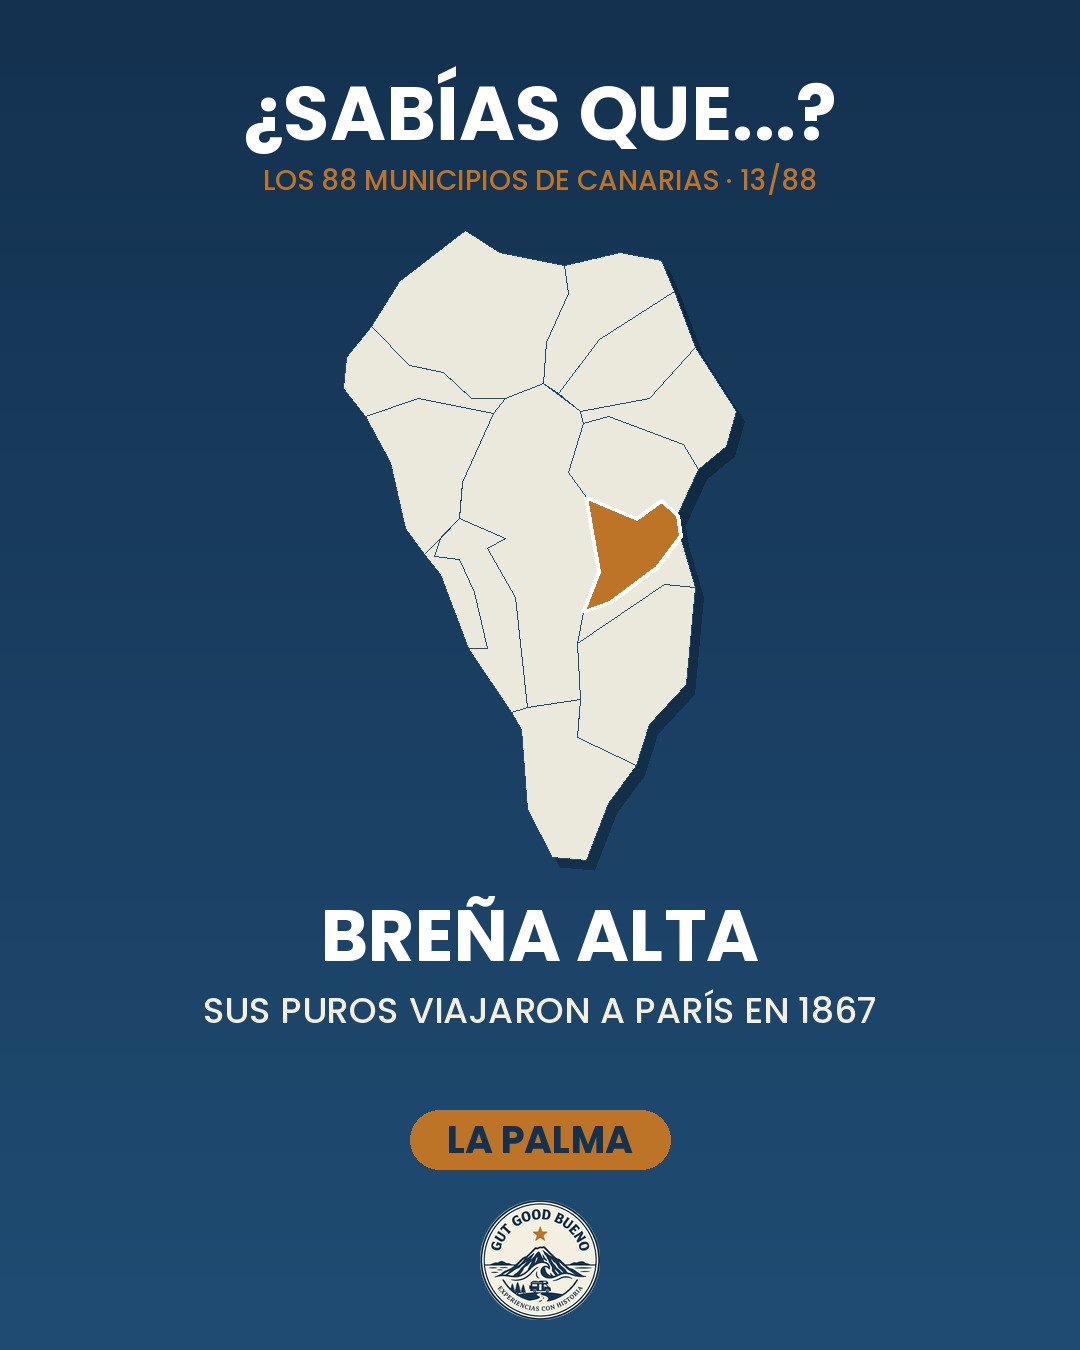 ¿SABÍAS QUE...?
LOS 88 MUNICIPIOS DE CANARIAS · 13/88
BREÑA ALTA
SUS PUROS VIAJARON A PARÍS EN 1867
LA PALMA
GUT GOOD BUENO
EXPERIENCIAS CON HISTORIA